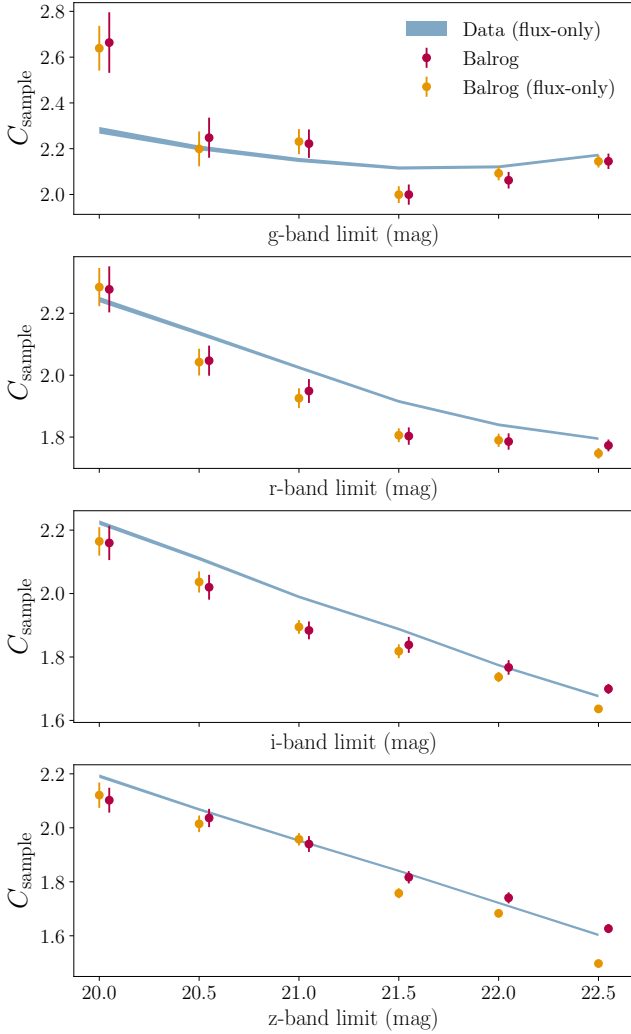 2.8
2.6
2.4
2.2
2.0
C_sample
Data (flux-only)
Balrog
Balrog (flux-only)
g-band limit (mag)
2.2
2.0
1.8
C_sample
r-band limit (mag)
2.2
2.0
1.8
1.6
C_sample
i-band limit (mag)
2.2
2.0
1.8
1.6
C_sample
20.0 20.5 21.0 21.5 22.0 22.5
z-band limit (mag)